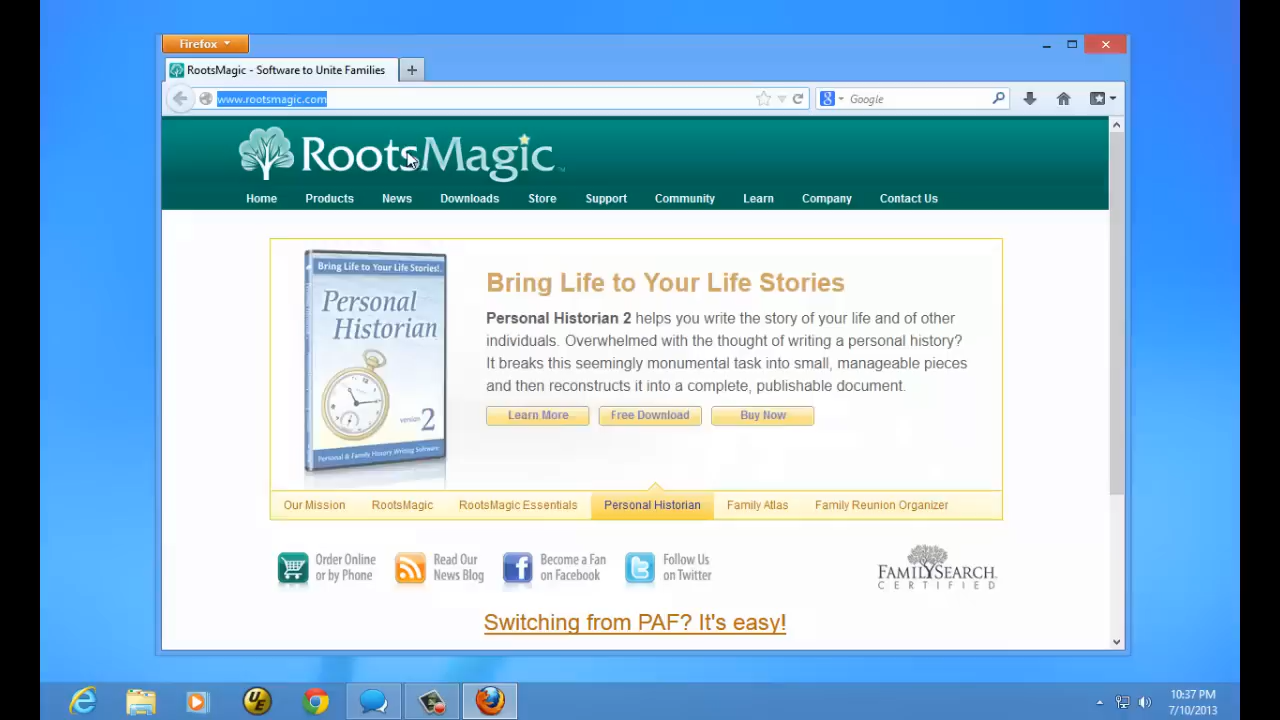 Firefox
RootsMagic - Software to Unite Families
www.rootsmagic.com
Google
RootsMagic
Home Products News Downloads Store Support Community Learn Company Contact Us
Bring Life to Your Life Stories!
Personal
Historian
version 2
Personal & Family History Writing Software
Bring Life to Your Life Stories
Personal Historian 2 helps you write the story of your life and of other
individuals. Overwhelmed with the thought of writing a personal history?
It breaks this seemingly monumental task into small, manageable pieces
and then reconstructs it into a complete, publishable document.
Learn More Free Download Buy Now
Our Mission RootsMagic RootsMagic Essentials Personal Historian Family Atlas Family Reunion Organizer
Order Online
or by Phone
Read Our
News Blog
Become a Fan
on Facebook
Follow Us
on Twitter
FAMILYSEARCH
CERTIFIED
Switching from PAF? It's easy!
UE
10:37 PM
7/10/2013